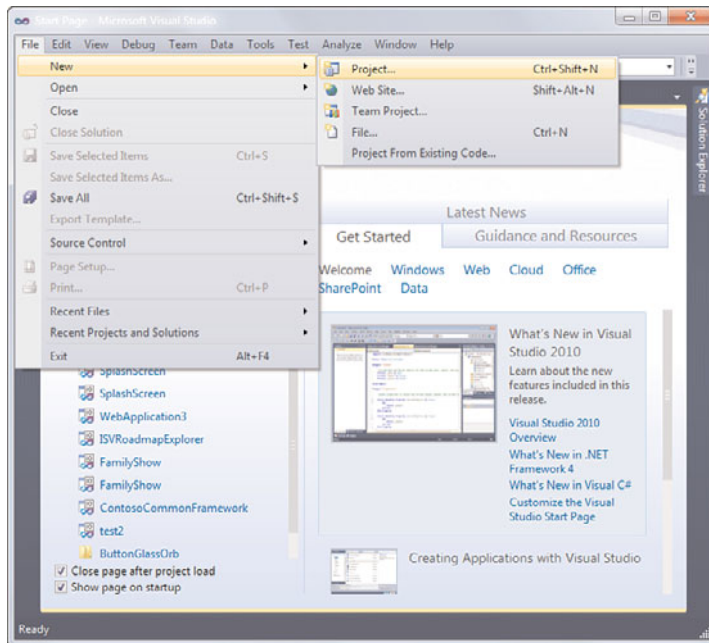 Start Page - Microsoft Visual Studio
File Edit View Debug Team Data Tools Test Analyze Window Help
New
Project... Ctrl+Shift+N
Open
Web Site... Shift+Alt+N
Close
Team Project...
Close Solution
File... Ctrl+N
Save Selected Items Ctrl+S
Project From Existing Code...
Save Selected Items As...
Save All Ctrl+Shift+S
Export Template...
Source Control
Page Setup...
Print... Ctrl+P
Recent Files
Recent Projects and Solutions
Exit Alt+F4
Solution Explorer
Latest News
Get Started Guidance and Resources
Welcome Windows Web Cloud Office
SharePoint Data
What's New in Visual
Studio 2010
Learn about the new
features included in this
release.
Visual Studio 2010
Overview
What's New in .NET
Framework 4
What's New in Visual C#
Customize the Visual
Studio Start Page
Creating Applications with Visual Studio
SplashScreen
SplashScreen
WebApplication3
ISVRoadmapExplorer
FamilyShow
FamilyShow
ContosoCommonFramework
test2
ButtonGlassOrb
Close page after project load
Show page on startup
Ready